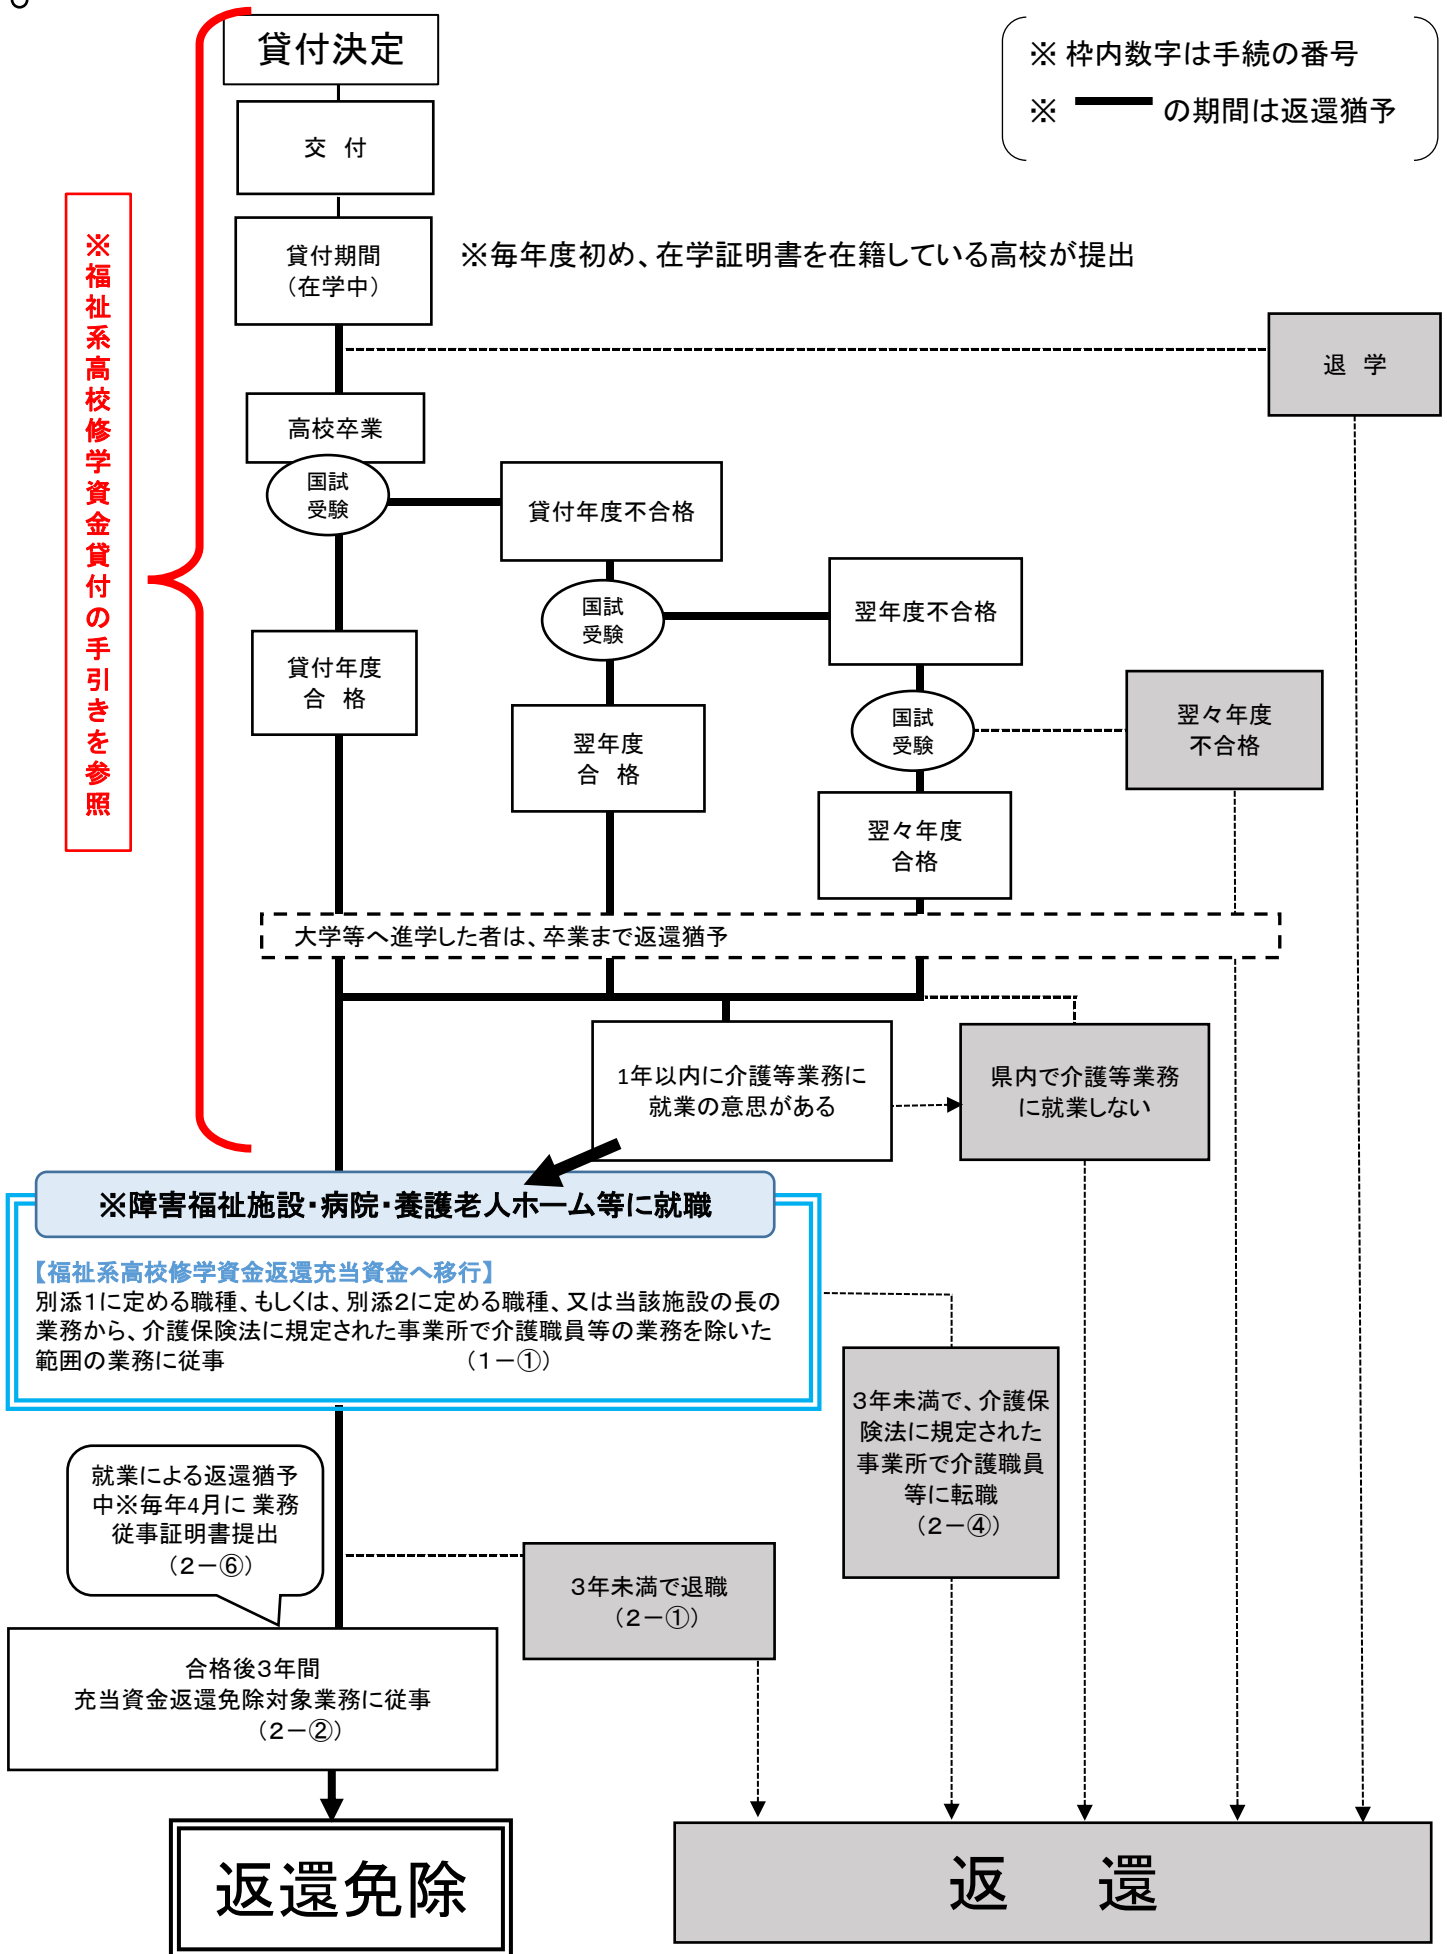 貸付決定
※ 枠内数字は手続の番号
※ の期間は返還猶予
交 付
※福祉系高校修学資金貸付の手引きを参照
貸付期間
（在学中）
※毎年度初め、在学証明書を在籍している高校が提出
退 学
高校卒業
国試
受験
貸付年度不合格
国試
受験
翌年度不合格
貸付年度
合 格
翌年度
合 格
国試
受験
翌々年度
不合格
翌々年度
合格
大学等へ進学した者は、卒業まで返還猶予
1年以内に介護等業務に
就業の意思がある
県内で介護等業務
に就業しない
※障害福祉施設・病院・養護老人ホーム等に就職
【福祉系高校修学資金返還充当資金へ移行】
別添１に定める職種、もしくは、別添２に定める職種、又は当該施設の長の
業務から、介護保険法に規定された事業所で介護職員等の業務を除いた
範囲の業務に従事 （１－①）
３年未満で、介護保
険法に規定された
事業所で介護職員
等に転職
（２－④）
就業による返還猶予
中※毎年4月に 業務
従事証明書提出
（２－⑥）
３年未満で退職
（２－①）
合格後３年間
充当資金返還免除対象業務に従事
（２－②）
返還免除
返 還